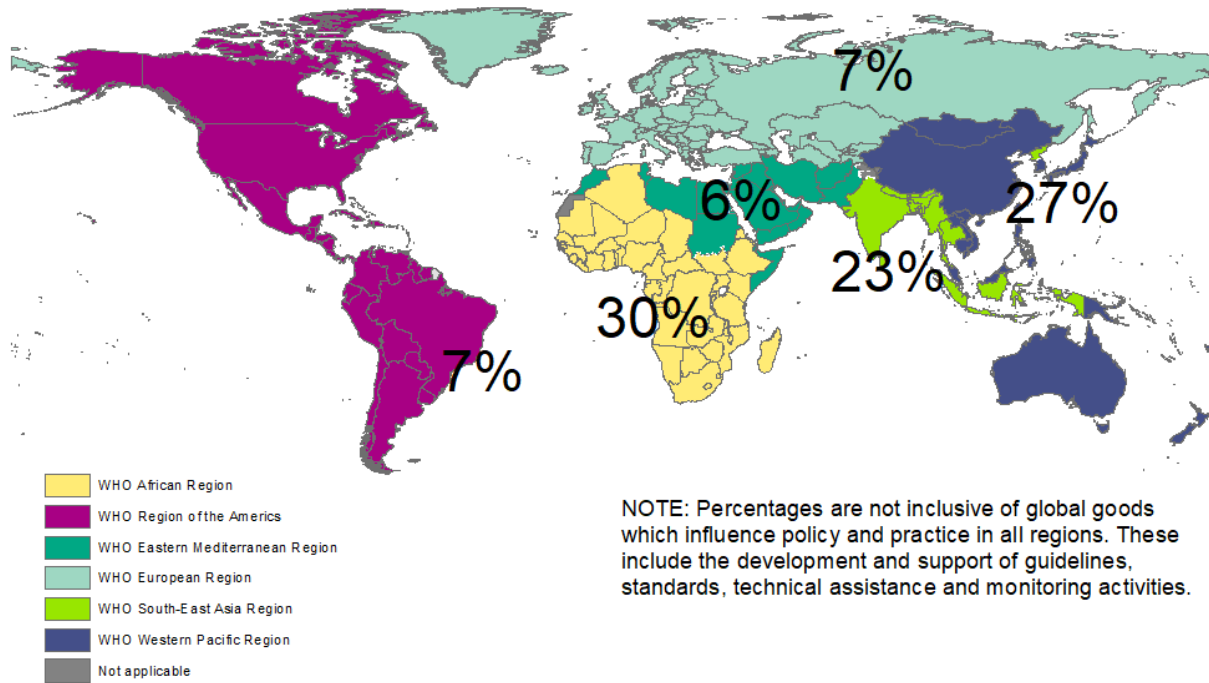 7%
6%
27%
23%
30%
7%
WHO African Region
WHO Region of the Americs
WHO Eastern Mediterranean Region
WHO European Region
WHO South-East Asia Region
WHO Western Pacific Region
Not applicable
NOTE: Percentages are not inclusive of global goods
which influence policy and practice in all regions. These
include the development and support of guidelines,
standards, technical assistance and monitoring activities.